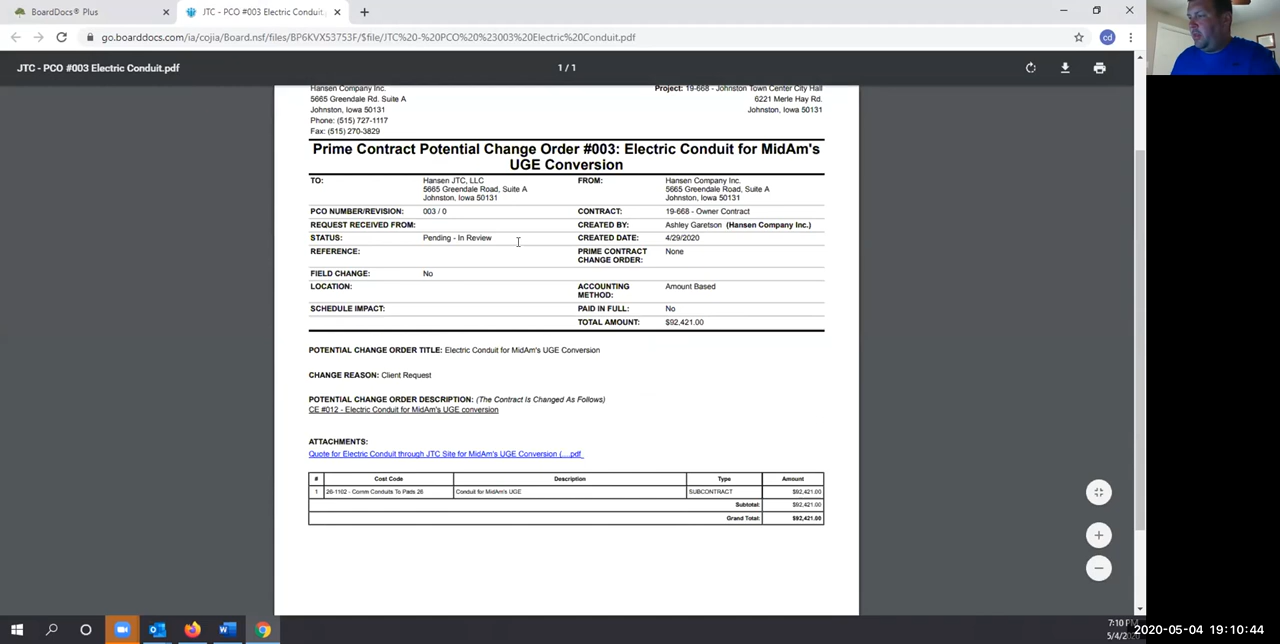 BoardDocs® Plus
JTC - PCO #003 Electric Conduit.
go.boarddocs.com/ia/cojia/Board.nsf/files/BP6KVX53753F/$file/JTC%20-%20PCO%20%23003%20Electric%20Conduit.pdf
cd
JTC - PCO #003 Electric Conduit.pdf
1 / 1
Hansen Company Inc.
5665 Greendale Rd. Suite A
Johnston, Iowa 50131
Phone: (515) 727-1117
Fax: (515) 270-3829
Project: 19-668 - Johnston Town Center City Hall
6221 Merle Hay Rd.
Johnston, Iowa 50131
Prime Contract Potential Change Order #003: Electric Conduit for MidAm's
UGE Conversion
TO: Hansen JTC, LLC FROM: Hansen Company Inc.
5665 Greendale Road, Suite A 5665 Greendale Road, Suite A
Johnston, Iowa 50131 Johnston, Iowa 50131
PCO NUMBER/REVISION: 003 / 0 CONTRACT: 19-668 - Owner Contract
REQUEST RECEIVED FROM: CREATED BY: Ashley Garetson (Hansen Company Inc.)
STATUS: Pending - In Review CREATED DATE: 4/29/2020
REFERENCE: PRIME CONTRACT None
CHANGE ORDER:
FIELD CHANGE: No
LOCATION: ACCOUNTING Amount Based
METHOD:
SCHEDULE IMPACT: PAID IN FULL: No
TOTAL AMOUNT: $92,421.00
POTENTIAL CHANGE ORDER TITLE: Electric Conduit for MidAm's UGE Conversion
CHANGE REASON: Client Request
POTENTIAL CHANGE ORDER DESCRIPTION: (The Contract Is Changed As Follows)
CE #012 - Electric Conduit for MidAm's UGE conversion
ATTACHMENTS:
Quote for Electric Conduit through JTC Site for MidAm's UGE Conversion (....pdf
# Cost Code Description Type Amount
1 26-1102 - Comm Conduits To Pads 26 Conduit for MidAm's UGE SUBCONTRACT $92,421.00
Subtotal: $92,421.00
Grand Total: $92,421.00
7:10 PM
5/4/2020
2020-05-04 19:10:44